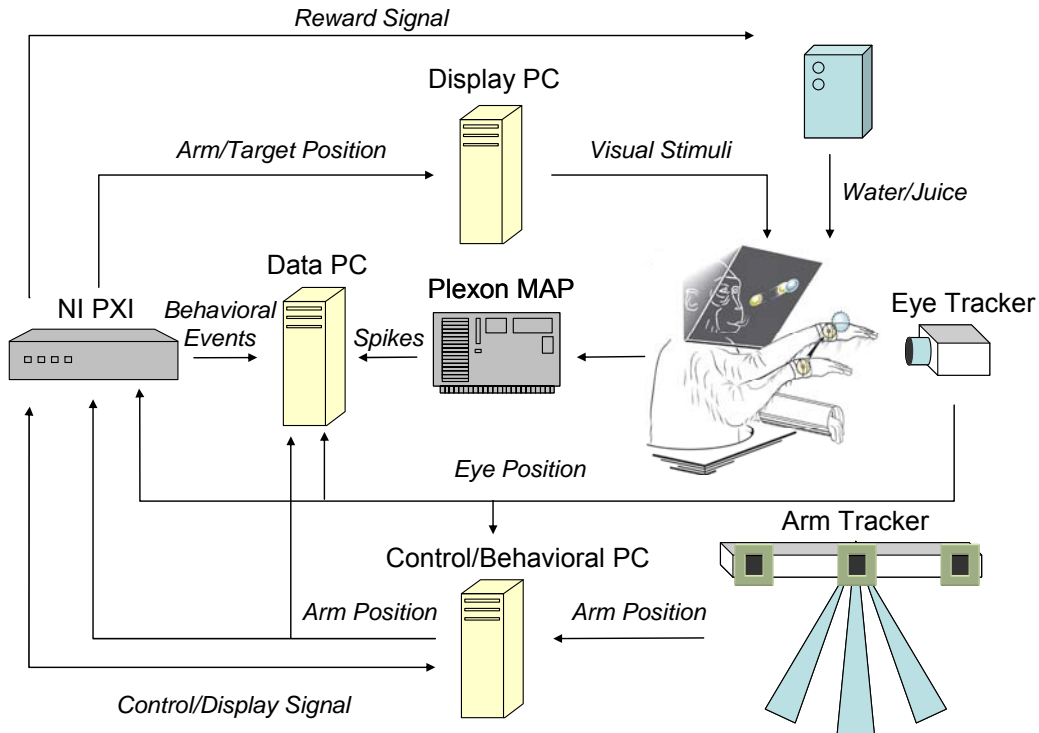 Reward Signal
Display PC
Arm/Target Position
Visual Stimuli
Water/Juice
Data PC
Plexon MAP
NI PXI
Behavioral
Events
Spikes
Eye Tracker
Eye Position
Arm Tracker
Control/Behavioral PC
Arm Position
Arm Position
Control/Display Signal